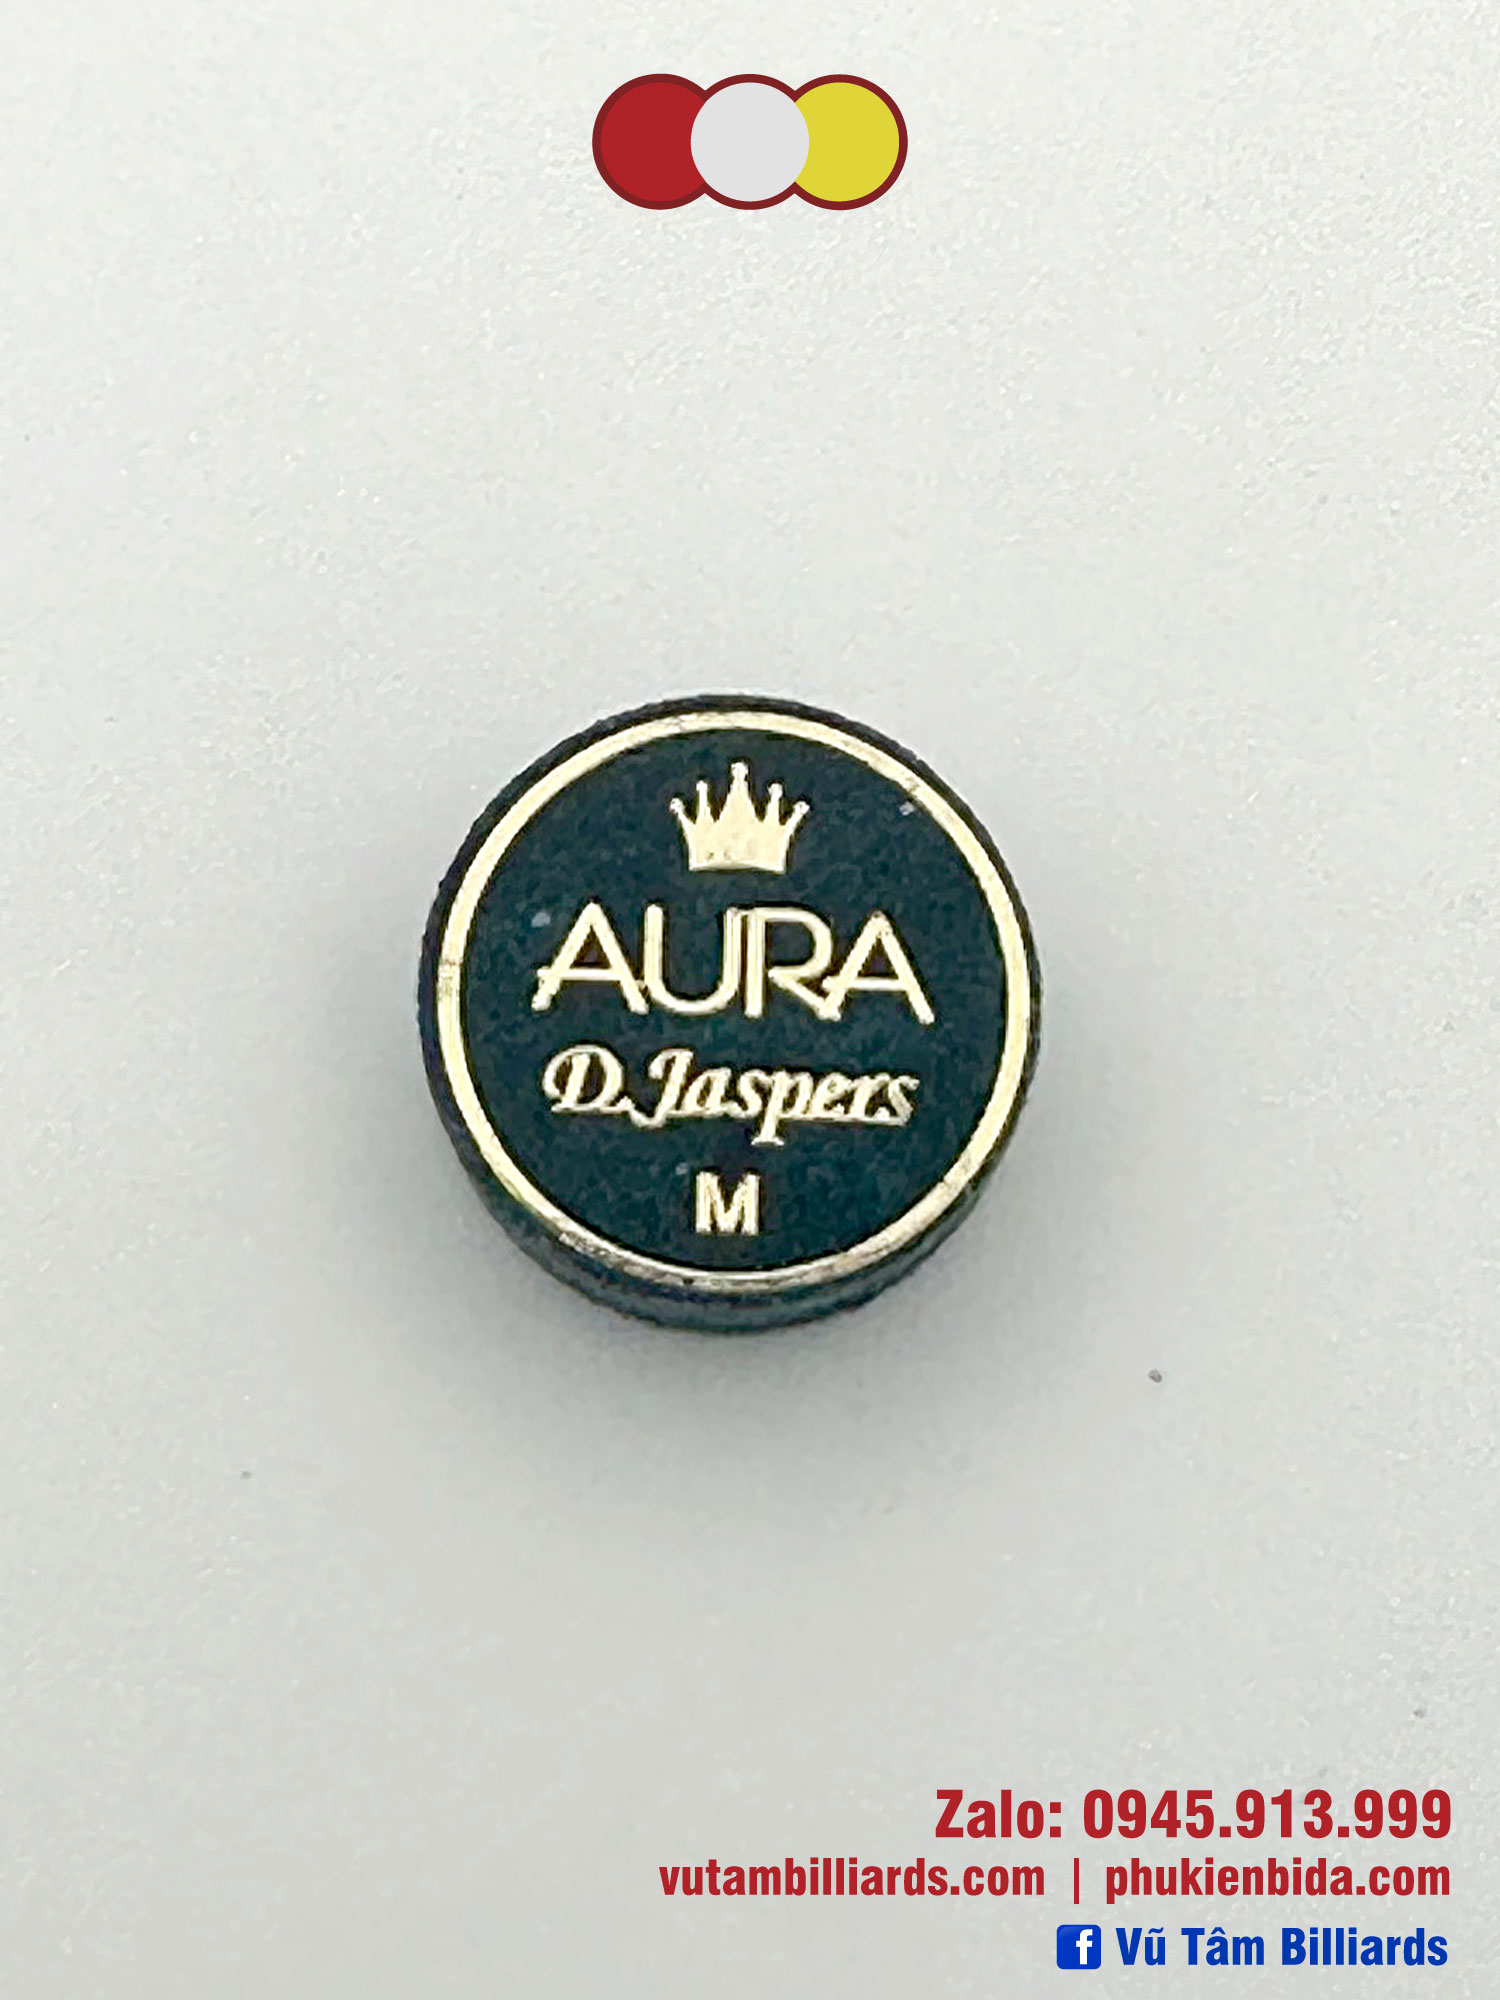 AURA
D.Jaspers
M
Zalo: 0945.913.999
vutambilliards.com | phukienbida.com
f Vũ Tâm Billiards